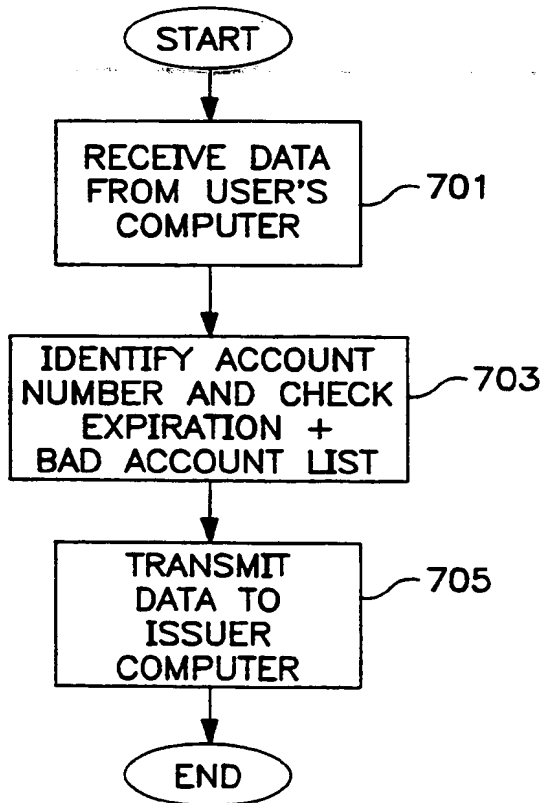 START
RECEIVE DATA
FROM USER'S
COMPUTER
701
IDENTIFY ACCOUNT
NUMBER AND CHECK
EXPIRATION +
BAD ACCOUNT LIST
703
TRANSMIT
DATA TO
ISSUER
COMPUTER
705
END